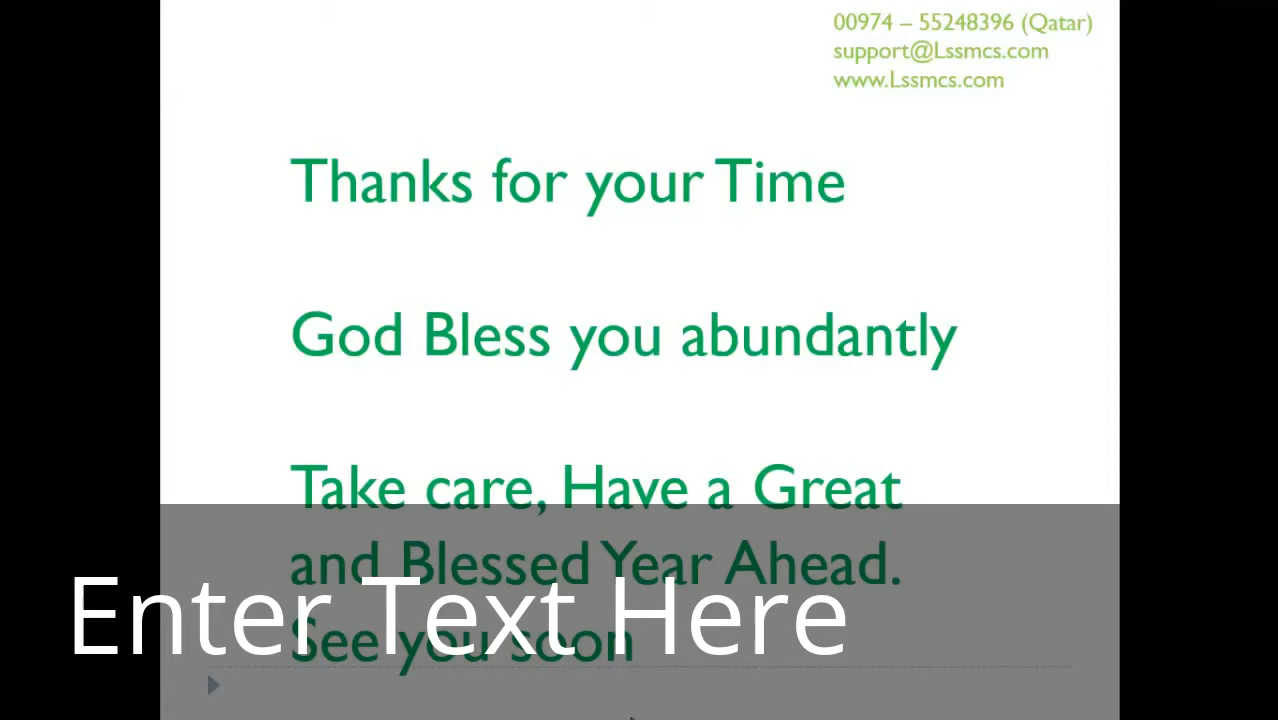 00974 – 55248396 (Qatar)
support@Lssmcs.com
www.Lssmcs.com
Thanks for your Time
God Bless you abundantly
Take care, Have a Great
and Blessed Year Ahead.
See you soon
Enter Text Here